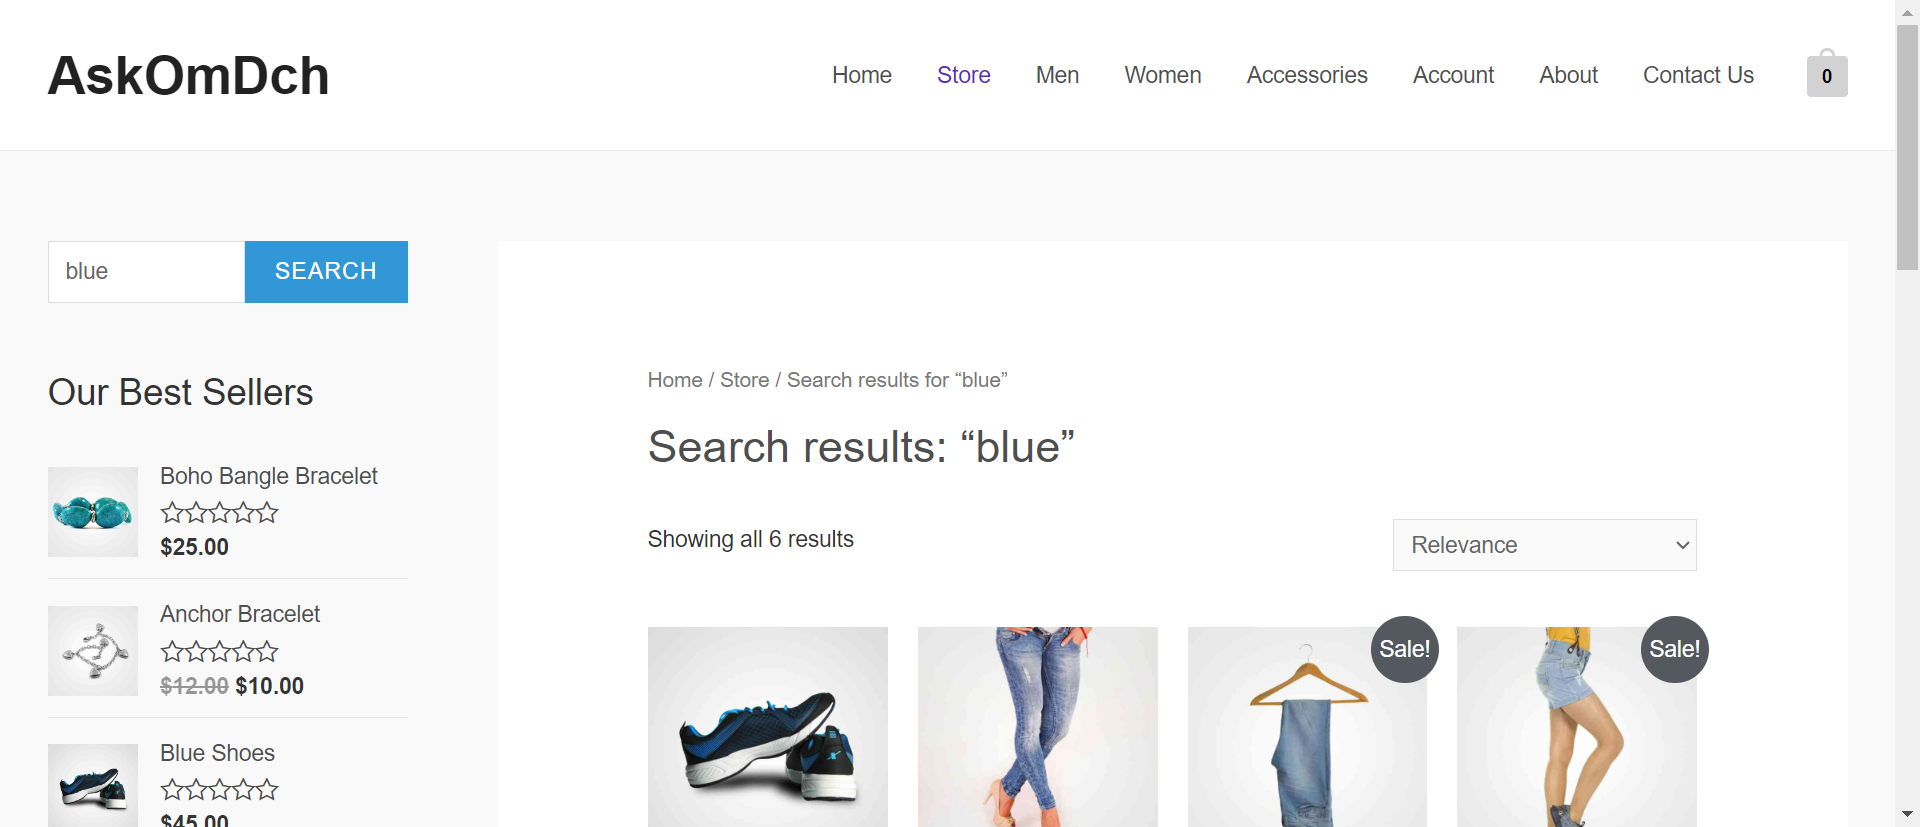 AskOmDch
Home Store Men Women Accessories Account About Contact Us 0
blue SEARCH
Our Best Sellers
Boho Bangle Bracelet
$25.00
Anchor Bracelet
$12.00 $10.00
Blue Shoes
$45.00
Home / Store / Search results for “blue”
Search results: “blue”
Showing all 6 results
Relevance
Sale!
Sale!